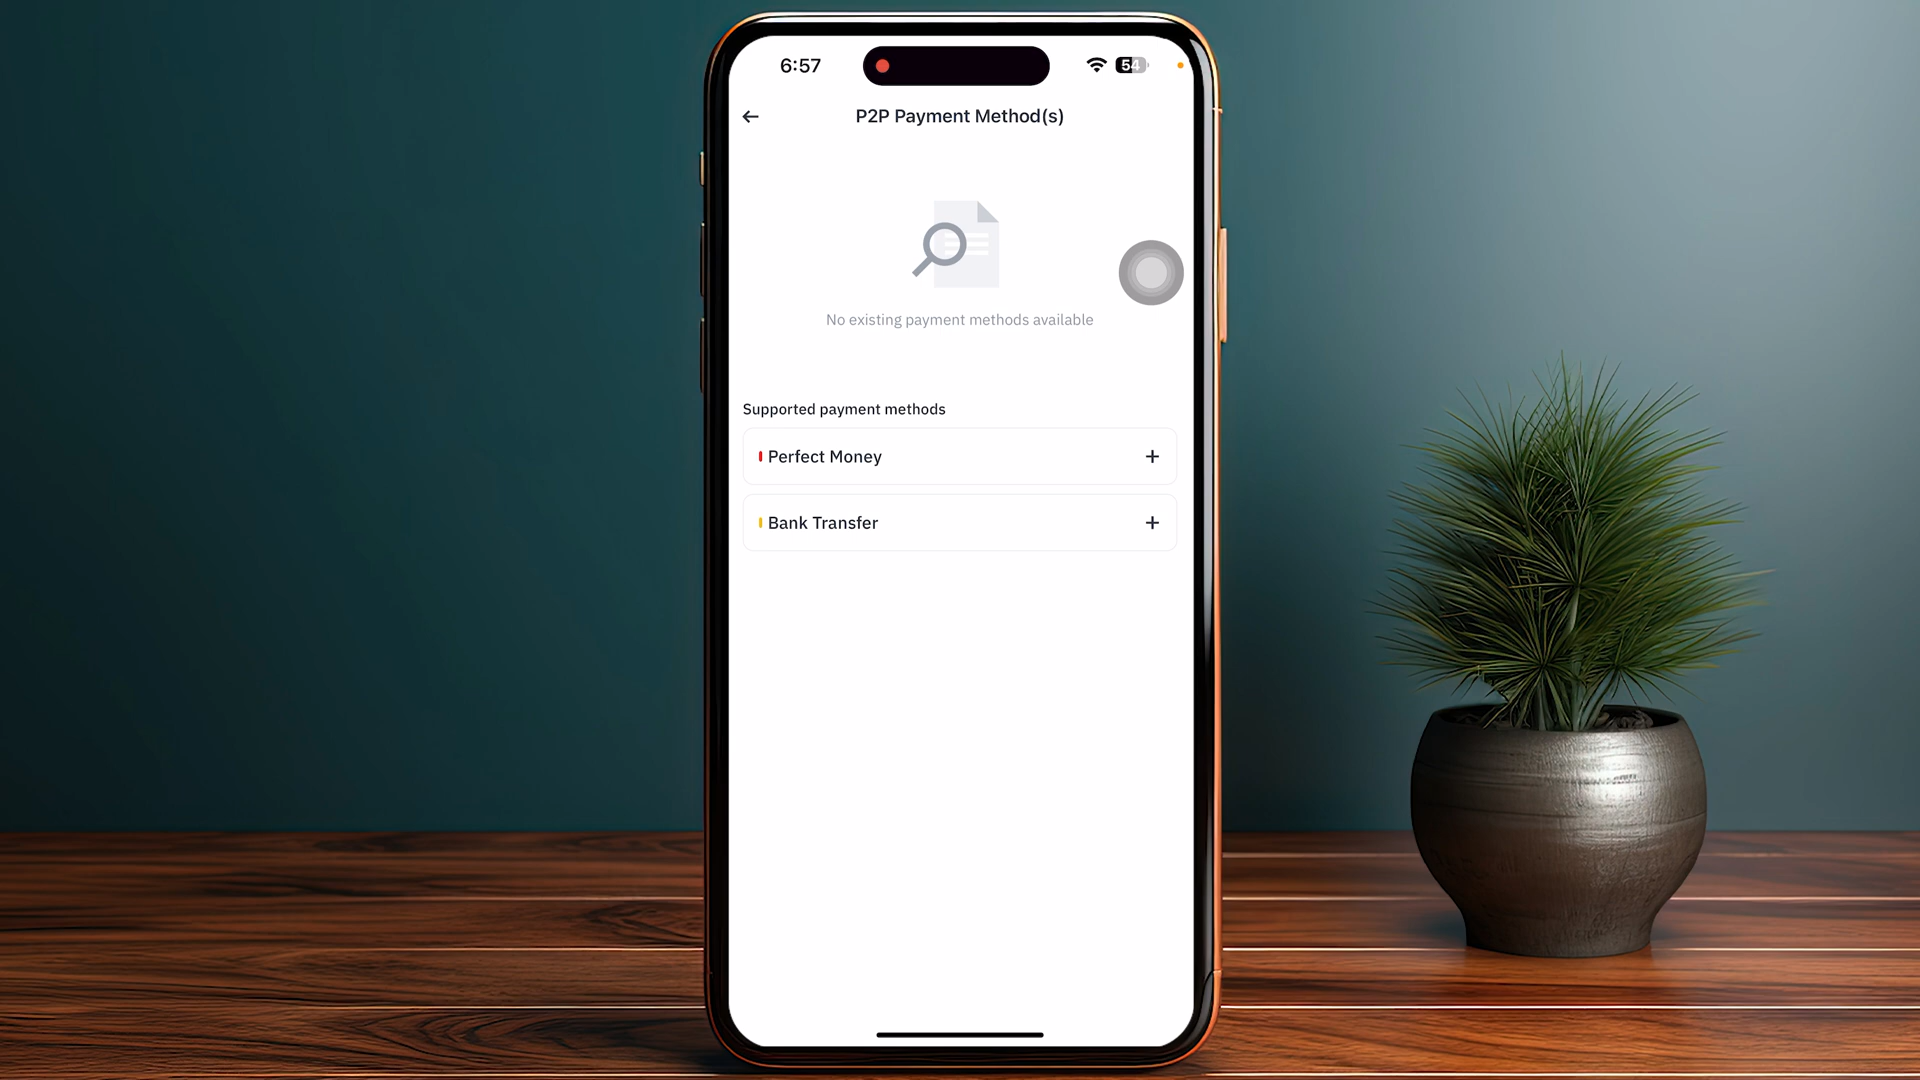 6:57
54
P2P Payment Method(s)
No existing payment methods available
Supported payment methods
Perfect Money
Bank Transfer